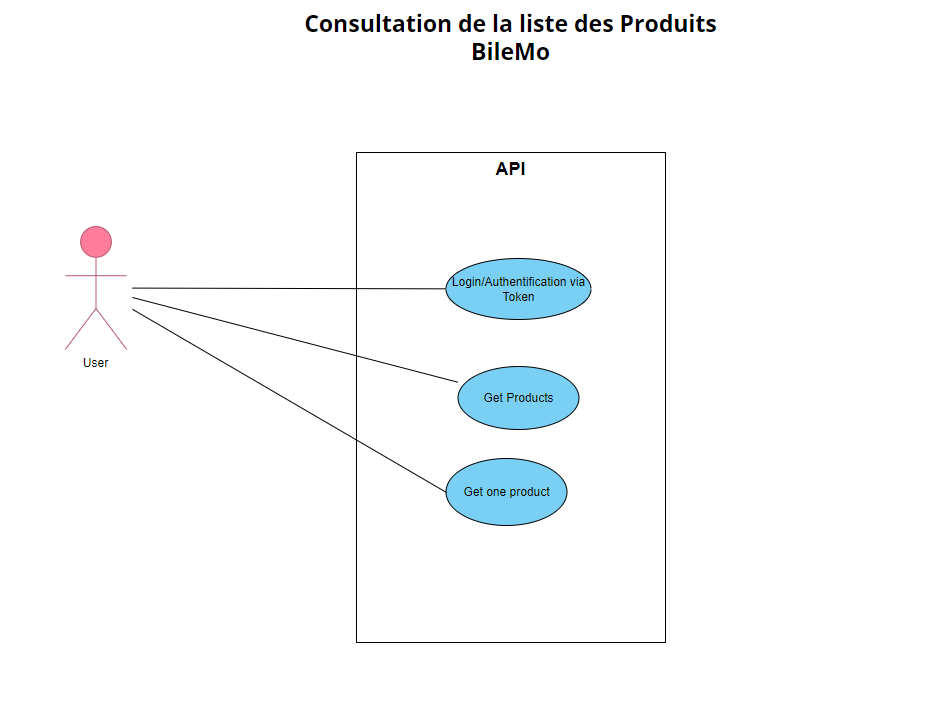 Consultation de la liste des Produits
BileMo
API
Login/Authentification via
Token
User
Get Products
Get one product